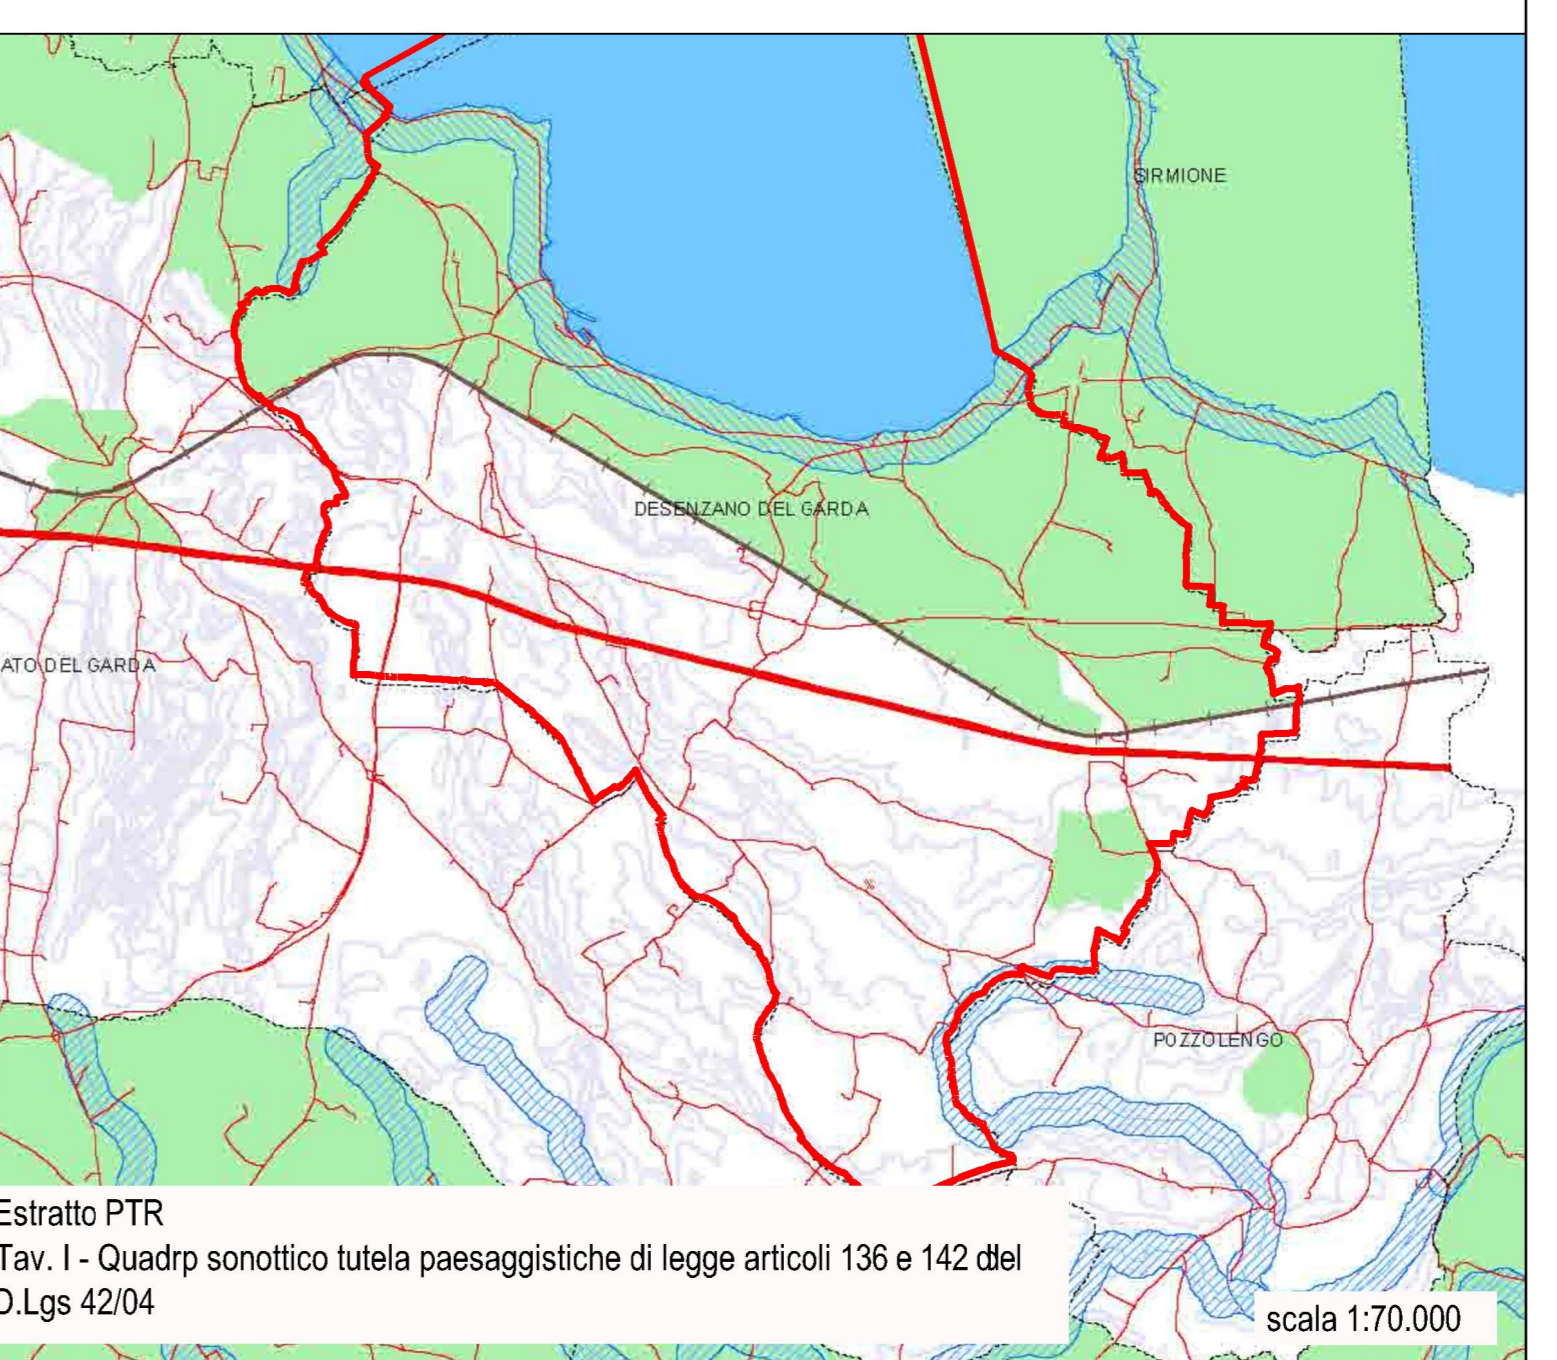 SIRMIONE
DESENZANO DEL GARDA
ATO DEL GARDA
POZZOLENGO
Estratto PTR
Tav. I - Quadrp sonottico tutela paesaggistiche di legge articoli 136 e 142 dlel
D.Lgs 42/04
scala 1:70.000